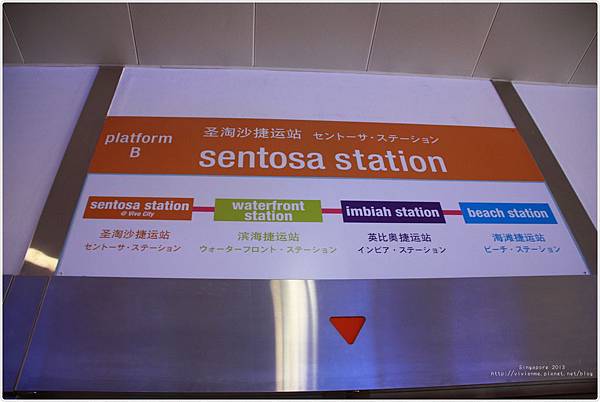 platform
B
圣淘沙捷运站 セントーサ・ステーション
sentosa station
sentosa station
@ Vivo City
waterfront
station
imbiah station
beach station
圣淘沙捷运站
セントーサ・ステーション
滨海捷运站
ウォーターフロント・ステーション
英比奥捷运站
インビア・ステーション
海滩捷运站
ビーチ・ステーション
Singapore 2013
http://vivienme.pixnet.net/blog